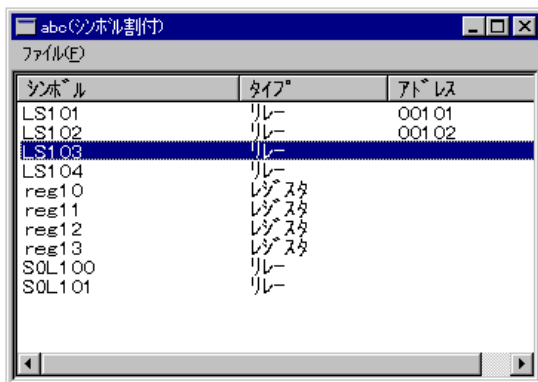 abc(ｼﾝﾎﾞﾙ割付)
ﾌｧｲﾙ(F)
ｼﾝﾎﾞﾙ ﾀｲﾌﾟ ｱﾄﾞﾚｽ
LS101 ﾘﾚｰ 00101
LS102 ﾘﾚｰ 00102
LS103 ﾘﾚｰ
LS104 ﾘﾚｰ
reg10 ﾚｼﾞｽﾀ
reg11 ﾚｼﾞｽﾀ
reg12 ﾚｼﾞｽﾀ
reg13 ﾚｼﾞｽﾀ
SOL100 ﾘﾚｰ
SOL101 ﾘﾚｰ